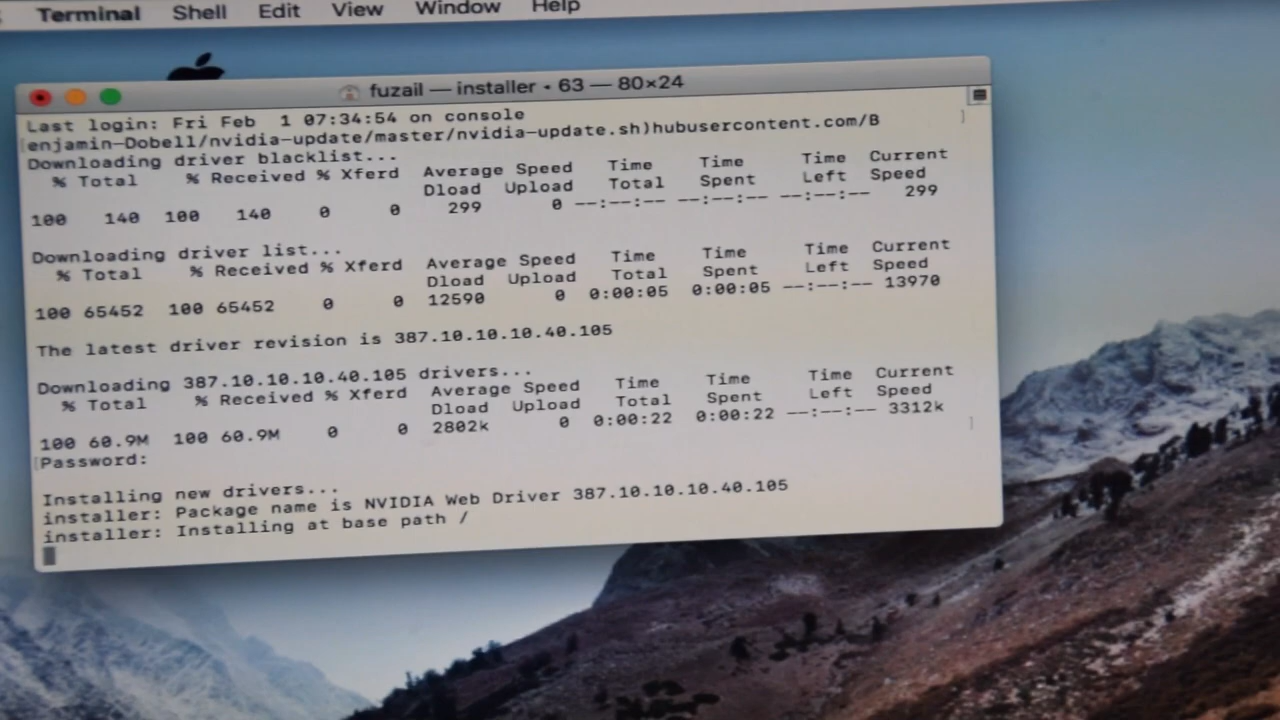 Terminal Shell Edit View Window Help
fuzail — installer • 63 — 80×24
Last login: Fri Feb  1 07:34:54 on console
[enjamin-Dobell/nvidia-update/master/nvidia-update.sh)hubusercontent.com/B ]
Downloading driver blacklist...
% Total % Received % Xferd Average Speed Time Time Time Current
Dload Upload Total Spent Left Speed
100 140 100 140 0 0 299 0 --:--:-- --:--:-- --:--:-- 299
Downloading driver list...
% Total % Received % Xferd Average Speed Time Time Time Current
Dload Upload Total Spent Left Speed
100 65452 100 65452 0 0 12590 0 0:00:05 0:00:05 --:--:-- 13970
The latest driver revision is 387.10.10.10.40.105
Downloading 387.10.10.10.40.105 drivers...
% Total % Received % Xferd Average Speed Time Time Time Current
Dload Upload Total Spent Left Speed
100 60.9M 100 60.9M 0 0 2802k 0 0:00:22 0:00:22 --:--:-- 3312k
[Password: ]
Installing new drivers...
installer: Package name is NVIDIA Web Driver 387.10.10.10.40.105
installer: Installing at base path /